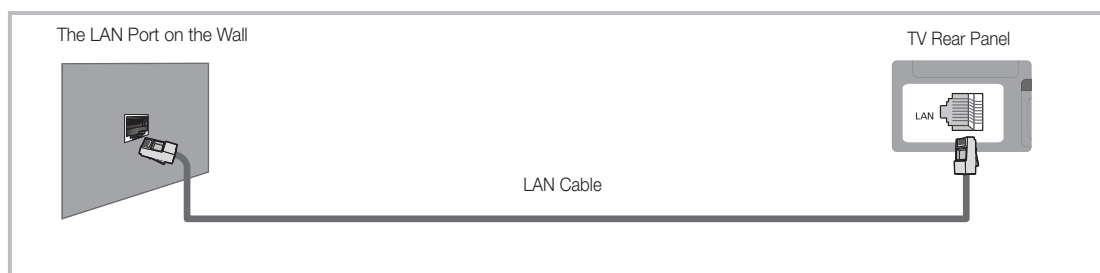 The LAN Port on the Wall
TV Rear Panel
LAN
LAN Cable